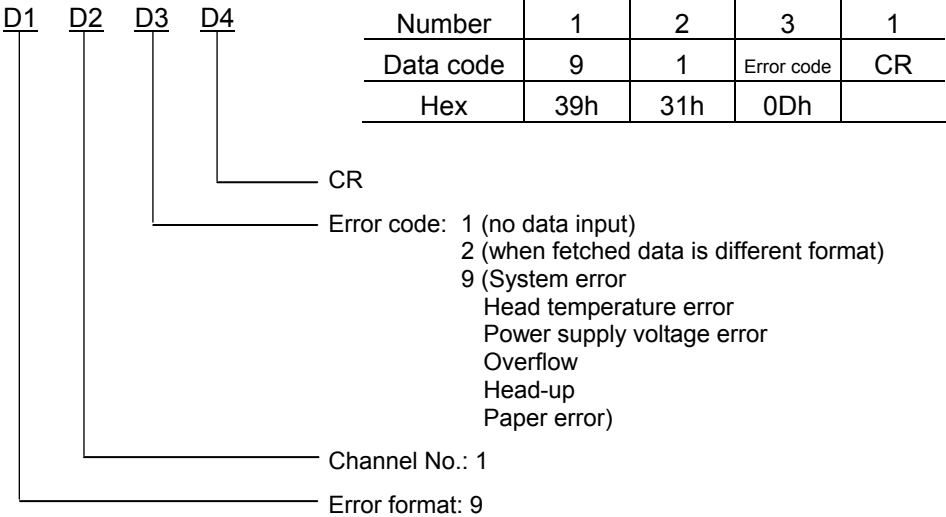 D1 D2 D3 D4
Number 1 2 3 1
Data code 9 1 Error code CR
Hex 39h 31h 0Dh
CR
Error code: 1 (no data input)
2 (when fetched data is different format)
9 (System error
Head temperature error
Power supply voltage error
Overflow
Head-up
Paper error)
Channel No.: 1
Error format: 9